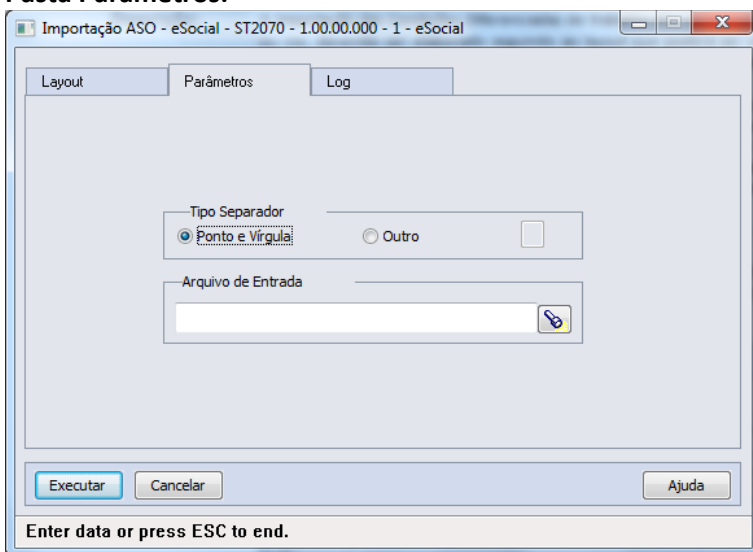 Pasta Parâmetros:
Importação ASO - eSocial - ST2070 - 1.00.00.000 - 1 - eSocial
Layout Parâmetros Log
Tipo Separador
Ponto e Vírgula Outro
Arquivo de Entrada
Executar Cancelar Ajuda
Enter data or press ESC to end.